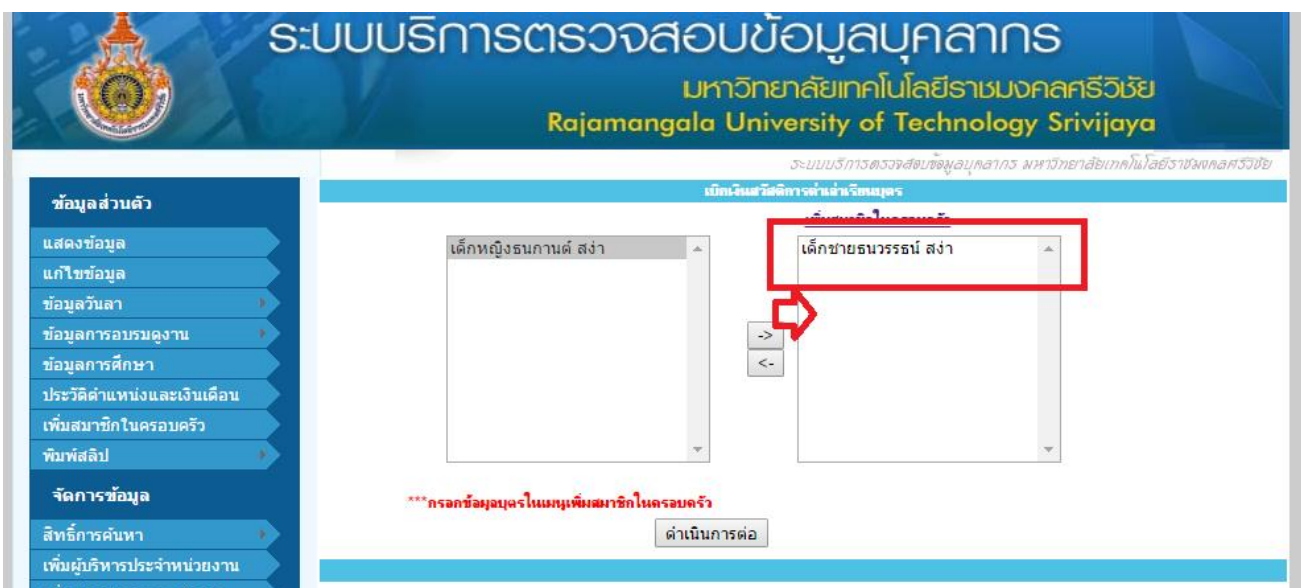 ระบบบริการตรวจสอบข้อมูลบุคลากร
มหาวิทยาลัยเทคโนโลยีราชมงคลศรีวิชัย
Rajamangala University of Technology Srivijaya
ระบบบริการตรวจสอบข้อมูลบุคลากร มหาวิทยาลัยเทคโนโลยีราชมงคลศรีวิชัย
ข้อมูลส่วนตัว
แสดงข้อมูล
แก้ไขข้อมูล
ข้อมูลวันลา
ข้อมูลการอบรมดูงาน
ข้อมูลการศึกษา
ประวัติตำแหน่งและเงินเดือน
เพิ่มสมาชิกในครอบครัว
พิมพ์สลิป
จัดการข้อมูล
สิทธิ์การค้นหา
เพิ่มผู้บริหารประจำหน่วยงาน
เบิกเงินสวัสดิการค่าเล่าเรียนบุตร
เพิ่มสมาชิกในครอบครัว
เด็กหญิงธนกานต์ สง่า
เด็กชายธนวรรธน์ สง่า
->
<-
***กรอกข้อมูลบุตรในเมนูเพิ่มสมาชิกในครอบครัว
ดำเนินการต่อ